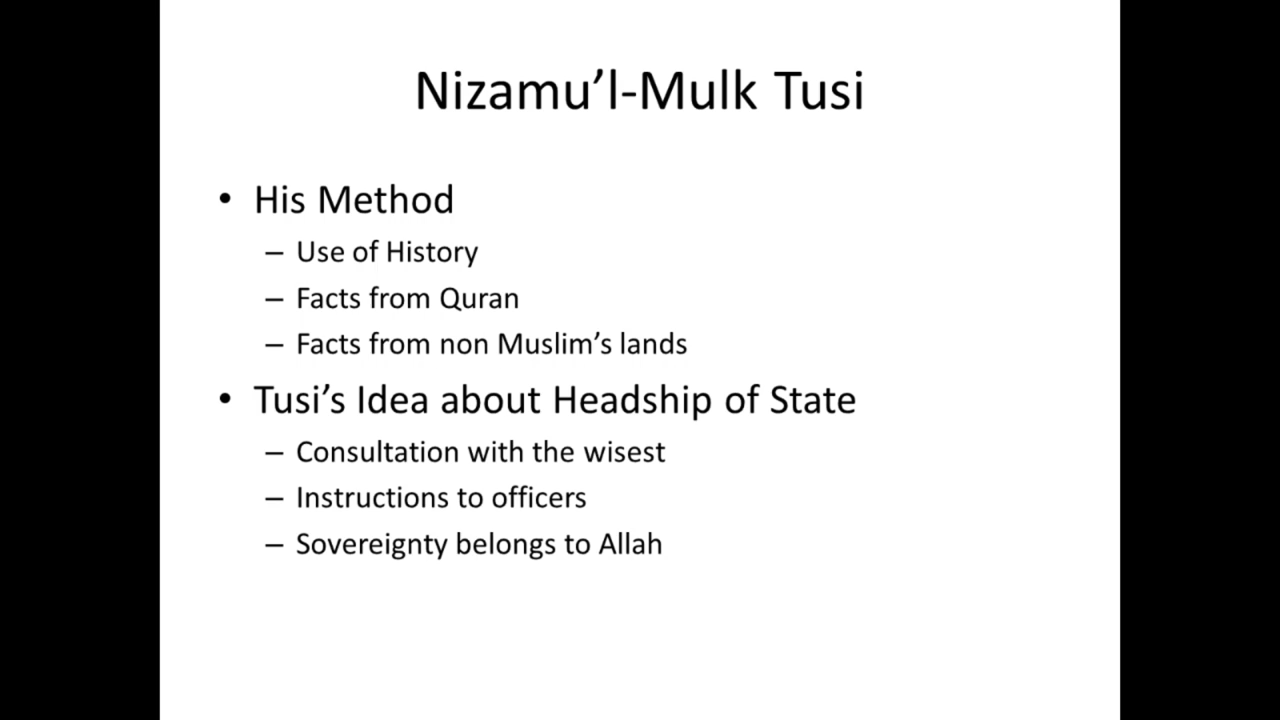 Nizamu’l-Mulk Tusi
• His Method
– Use of History
– Facts from Quran
– Facts from non Muslim’s lands
• Tusi’s Idea about Headship of State
– Consultation with the wisest
– Instructions to officers
– Sovereignty belongs to Allah